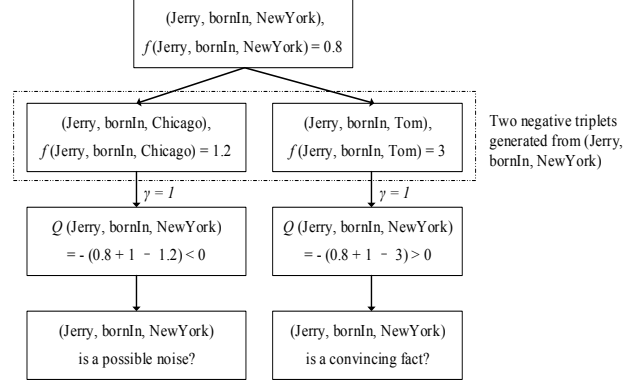 (Jerry, bornIn, NewYork),
f (Jerry, bornIn, NewYork) = 0.8
(Jerry, bornIn, Chicago),
f (Jerry, bornIn, Chicago) = 1.2
(Jerry, bornIn, Tom),
f (Jerry, bornIn, Tom) = 3
Two negative triplets
generated from (Jerry,
bornIn, NewYork)
γ = 1
γ = 1
Q (Jerry, bornIn, NewYork)
= - (0.8 + 1 - 1.2) < 0
Q (Jerry, bornIn, NewYork)
= - (0.8 + 1 - 3) > 0
(Jerry, bornIn, NewYork)
is a possible noise?
(Jerry, bornIn, NewYork)
is a convincing fact?